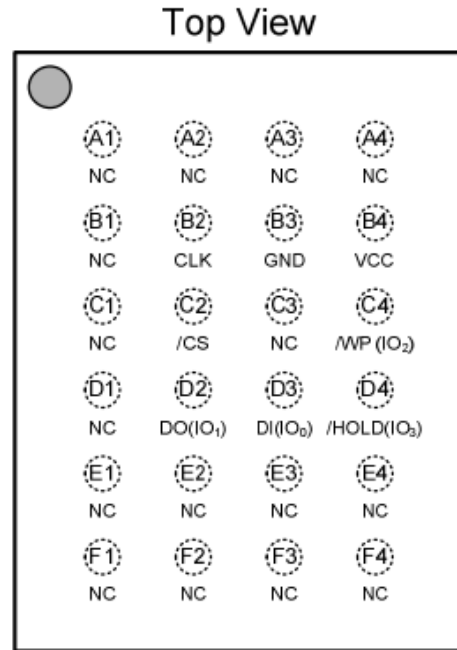 Top View
A1 A2 A3 A4
NC NC NC NC
B1 B2 B3 B4
NC CLK GND VCC
C1 C2 C3 C4
NC /CS NC /WP (IO₂)
D1 D2 D3 D4
NC DO(IO₁) DI(IO₀) /HOLD(IO₃)
E1 E2 E3 E4
NC NC NC NC
F1 F2 F3 F4
NC NC NC NC